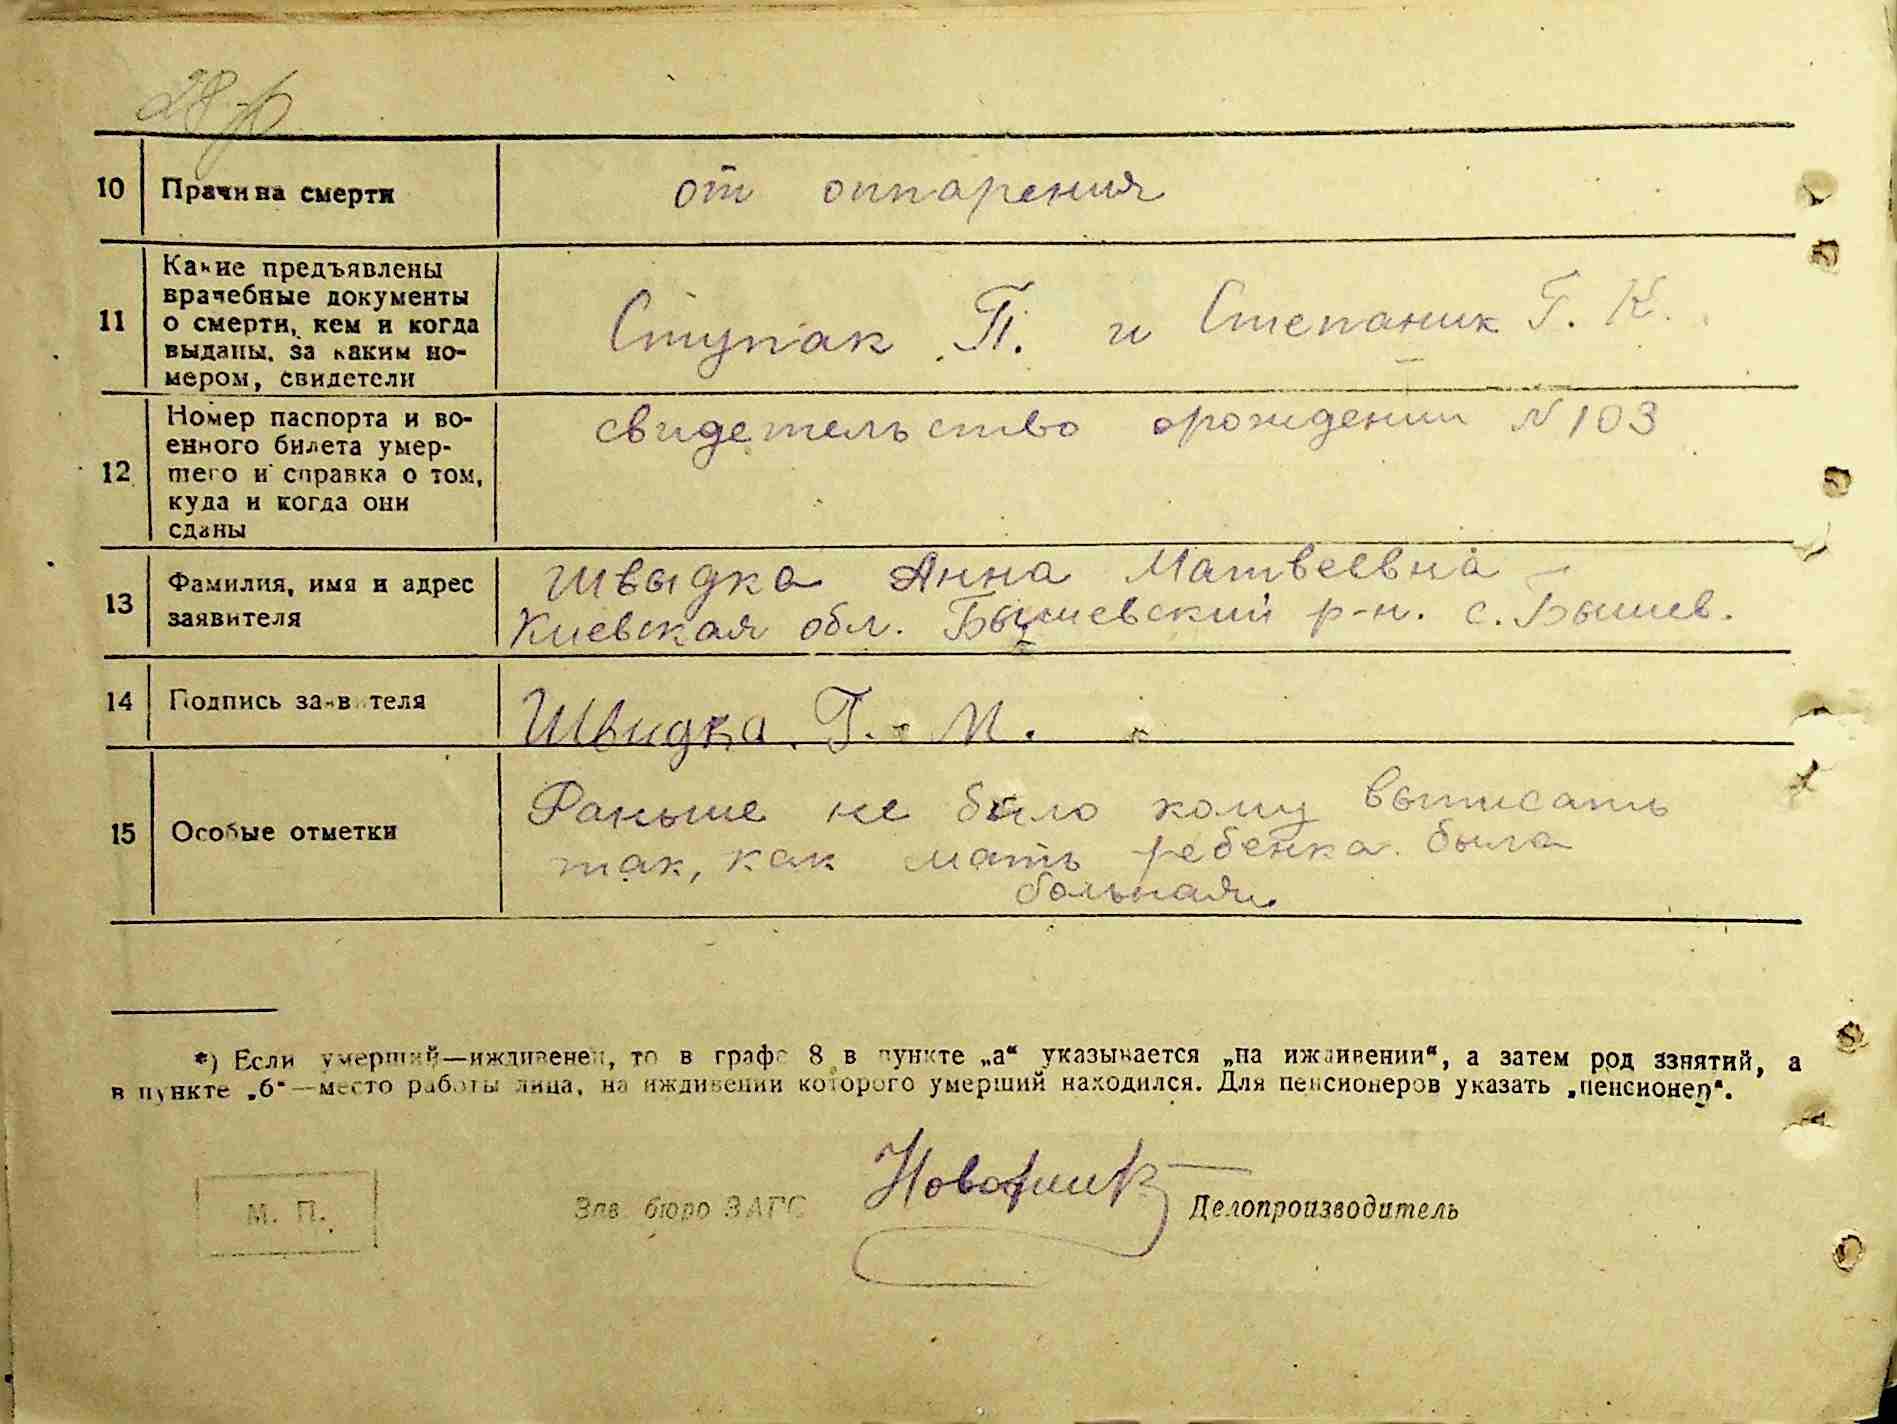 10 Причина смерти от оппарения
11 Какие предъявлены
врачебные документы
о смерти, кем и когда
выданы, за каким но-
мером, свидетели
Ступак П. и Степаник Г. К.
12 Номер паспорта и во-
енного билета умер-
шего и справка о том,
куда и когда они
сданы
свидетельство орождении N 103
13 Фамилия, имя и адрес
заявителя
Швыдка Анна Матвеевна
Киевская обл. Бышевский р-н. с. Бышев.
14 Подпись заявителя Швидка. Г. М.
15 Особые отметки
Раньше не было кому выписать
так, как мать ребенка была
больная.
*) Если умерший—иждивенец, то в графе 8 в пункте „а“ указывается „на иждивении“, а затем род занятий, а
в пункте „б“—место работы лица, на иждивении которого умерший находился. Для пенсионеров указать „пенсионер“.
М. П. Зав. бюро ЗАГС Делопроизводитель